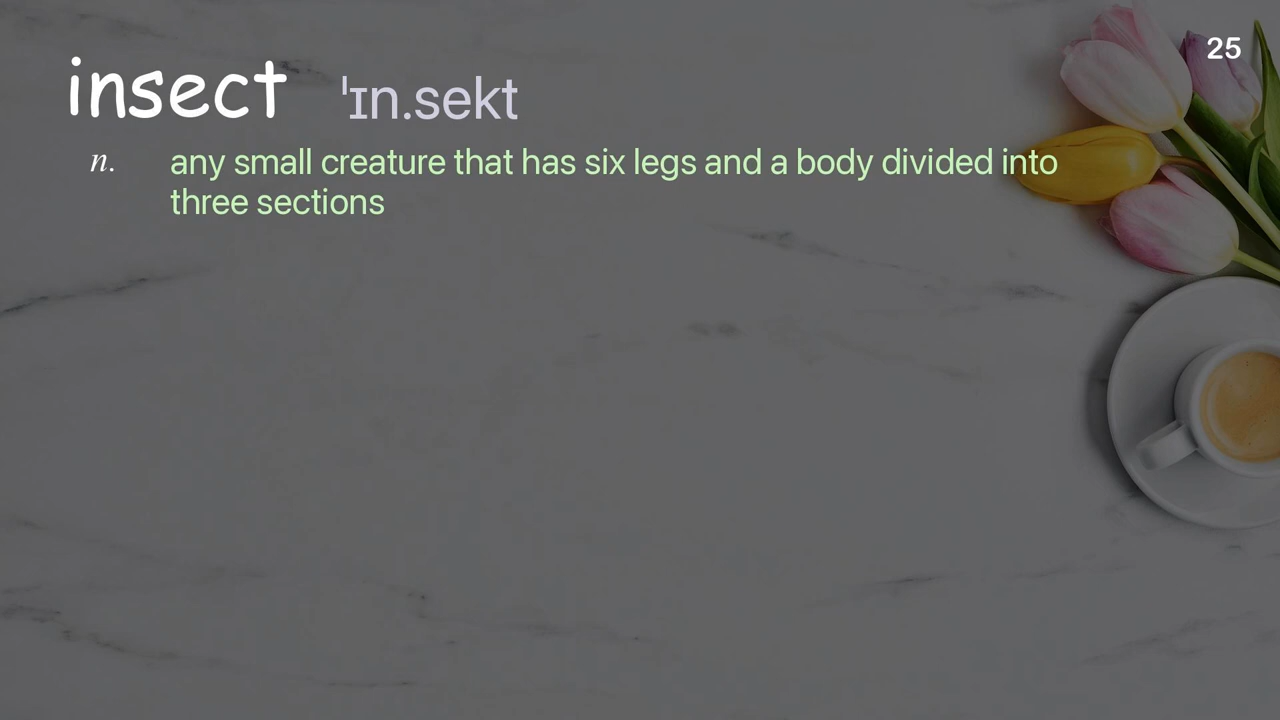 25
insect ˈɪn.sekt
n. any small creature that has six legs and a body divided into
three sections